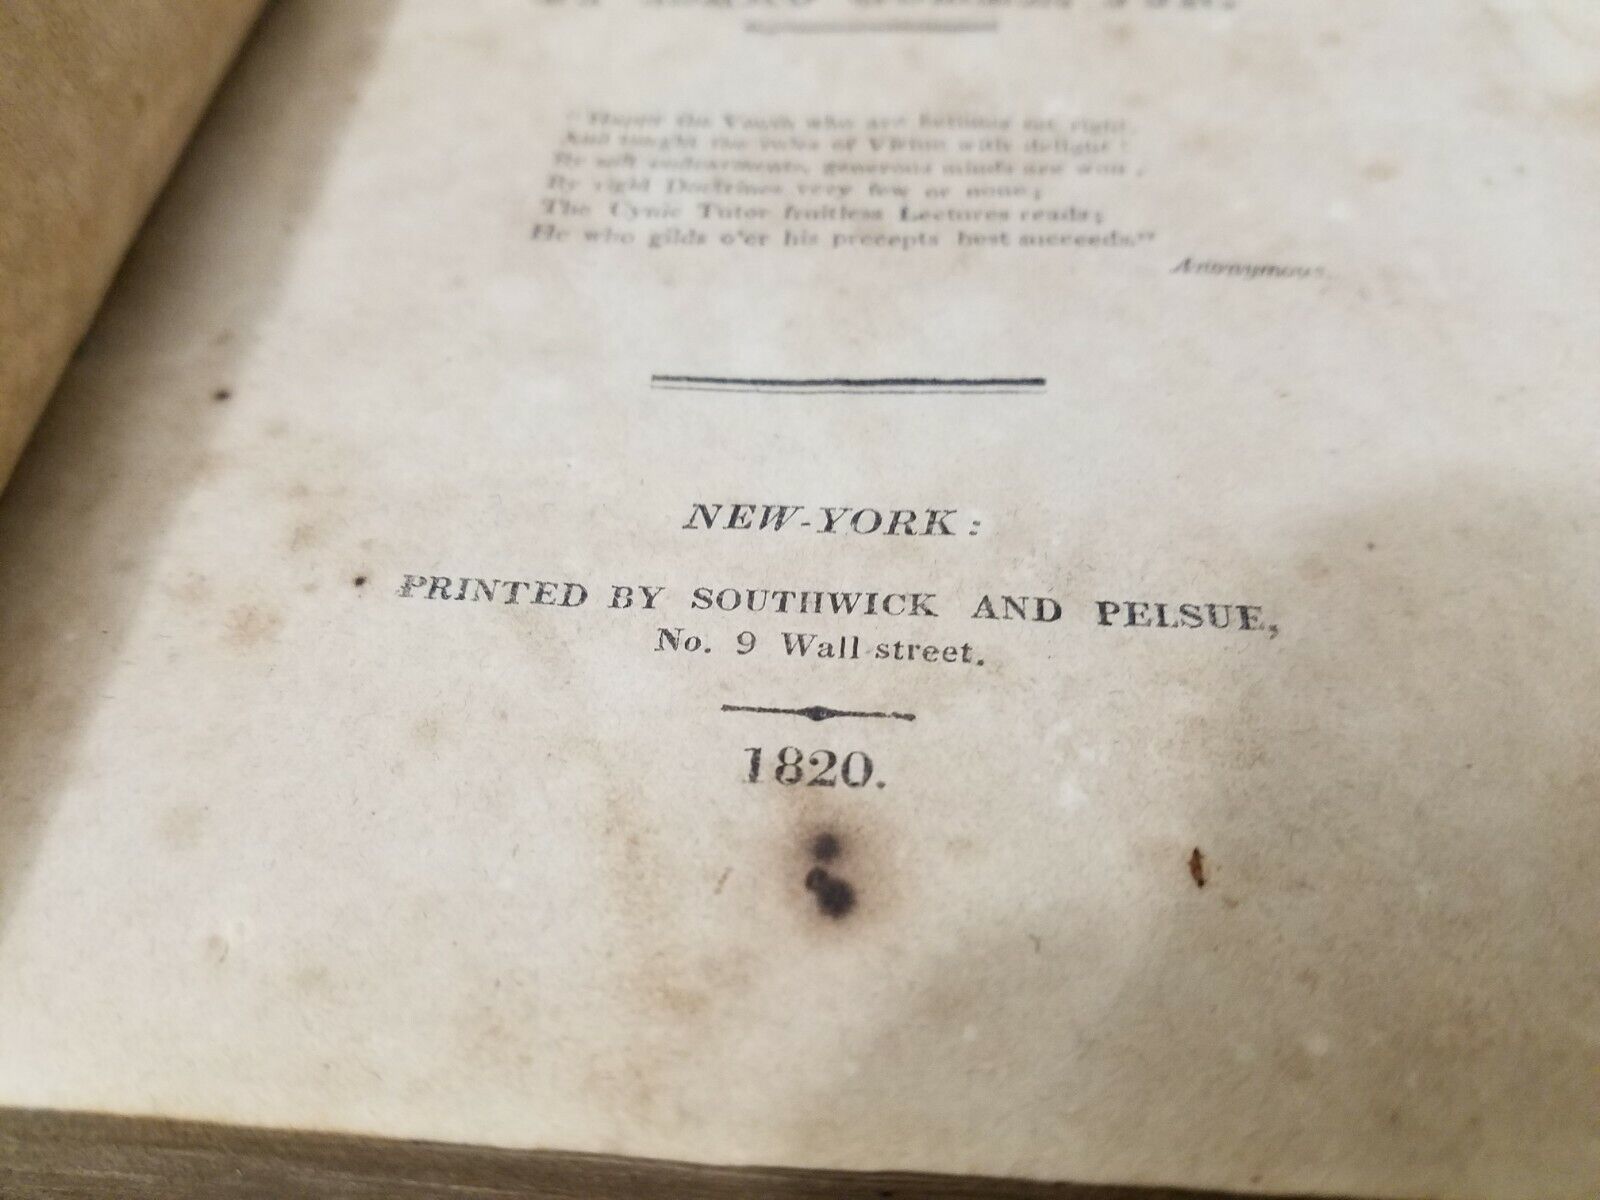 "Happy the Youth who are betimes set right,
And taught the rules of Virtue with delight:
By soft endearments, generous minds are won,
By rigid Doctrines very few or none;
The Cynic Tutor fruitless Lectures reads;
He who gilds o'er his precepts best succeeds."
Anonymous.
NEW-YORK:
PRINTED BY SOUTHWICK AND PELSUE,
No. 9 Wall-street.
1820.